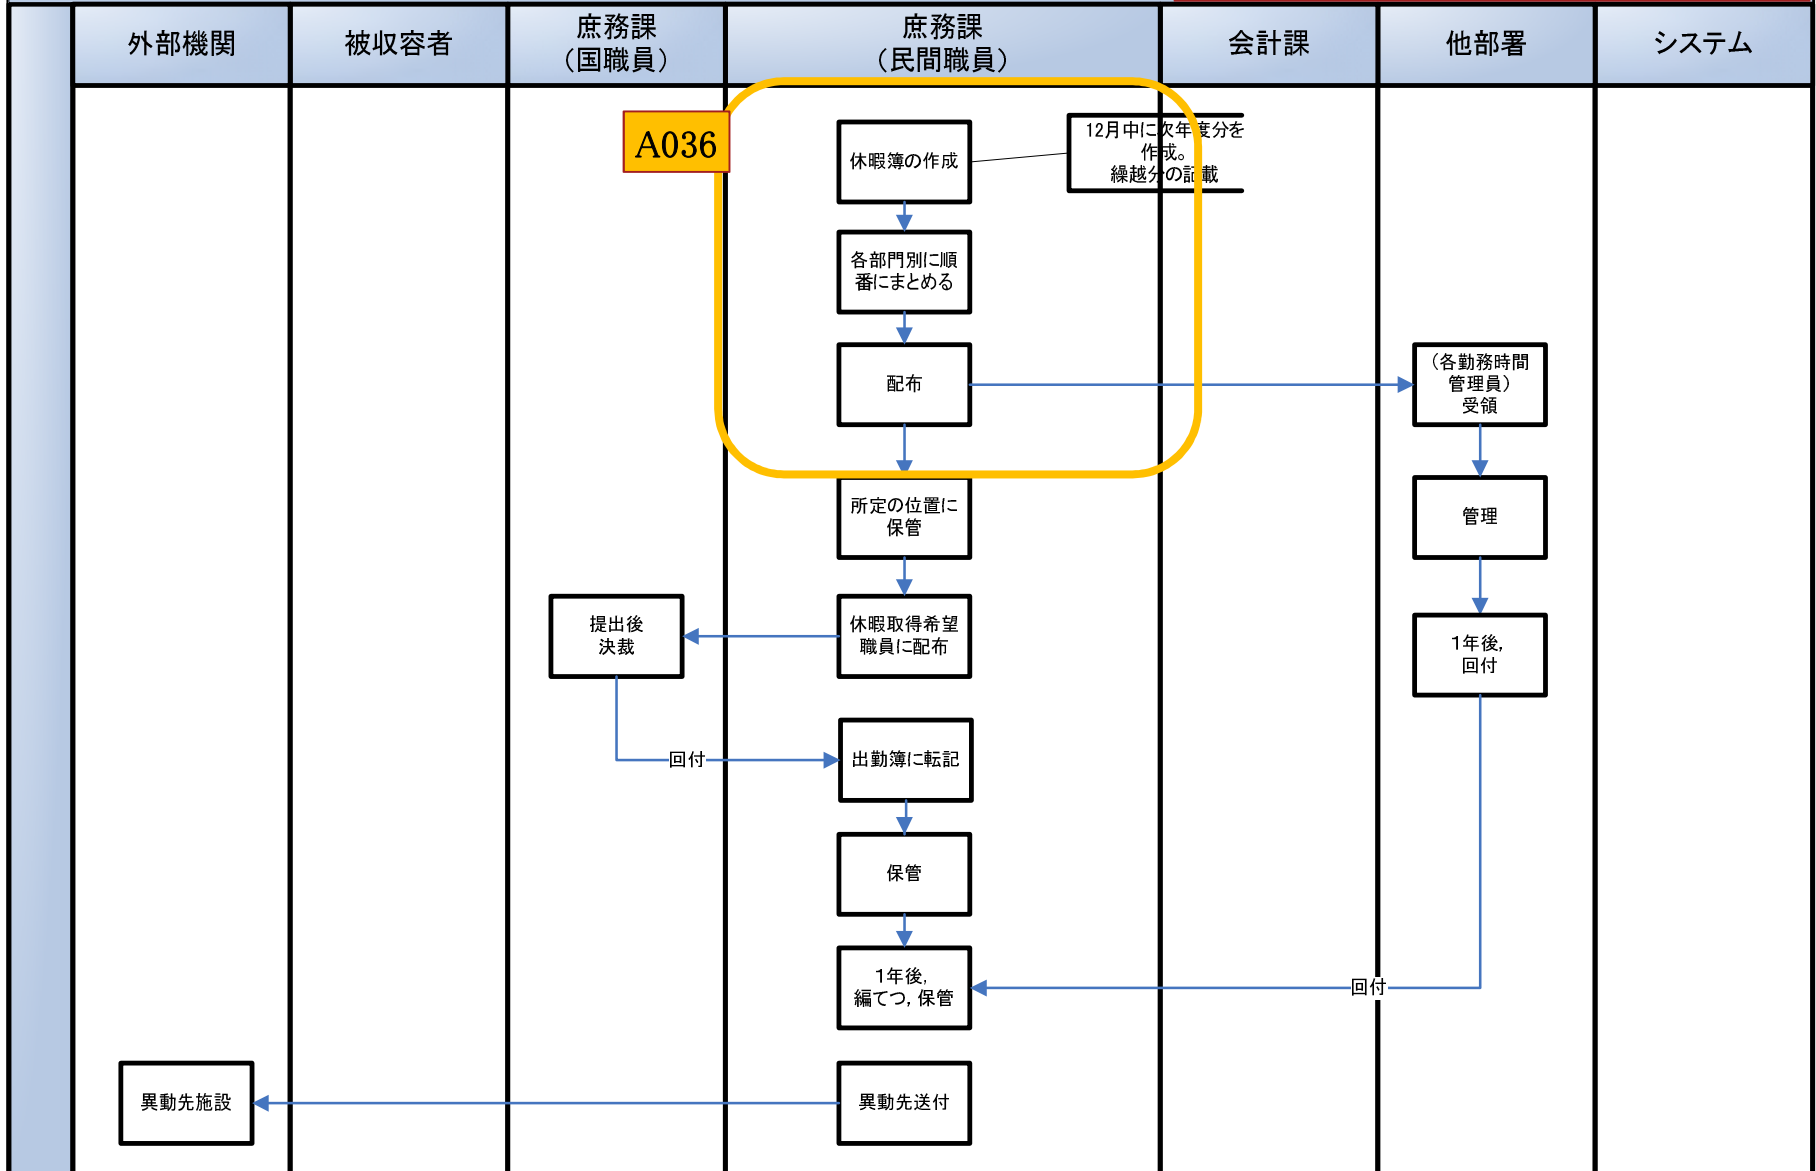 外部機関
被収容者
庶務課
（国職員）
庶務課
（民間職員）
会計課
他部署
システム
A036
休暇簿の作成
12月中に次年度分を
作成。
繰越分の記載
各部門別に順
番にまとめる
配布
（各勤務時間
管理員）
受領
所定の位置に
保管
管理
提出後
決裁
休暇取得希望
職員に配布
1年後，
回付
回付
出勤簿に転記
保管
1年後，
編てつ，保管
回付
異動先施設
異動先送付